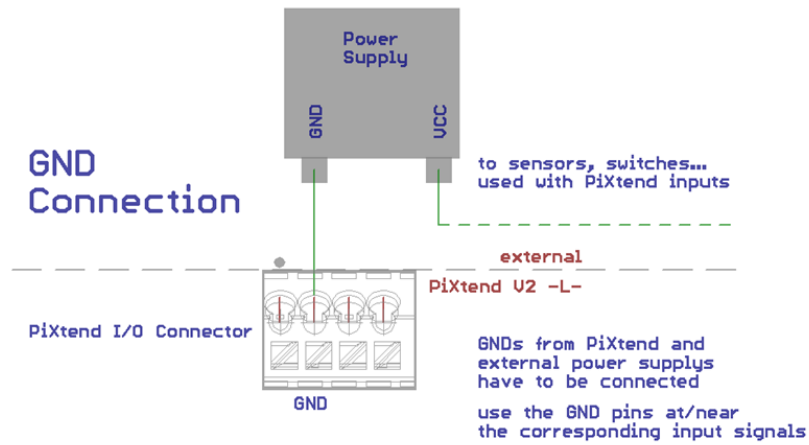 Power
Supply
GND
VCC
GND
Connection
to sensors, switches...
used with PiXtend inputs
external
PiXtend V2 -L-
PiXtend I/O Connector
GND
GNDs from PiXtend and
external power supplys
have to be connected
use the GND pins at/near
the corresponding input signals